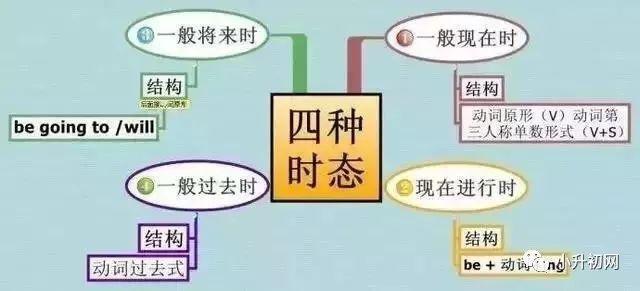 四种
时态
①一般现在时
结构
动词原形（V）动词第
三人称单数形式（V+S）
②现在进行时
结构
be + 动词 ng
③一般将来时
结构
be going to /will
④一般过去时
结构
动词过去式
小升初网